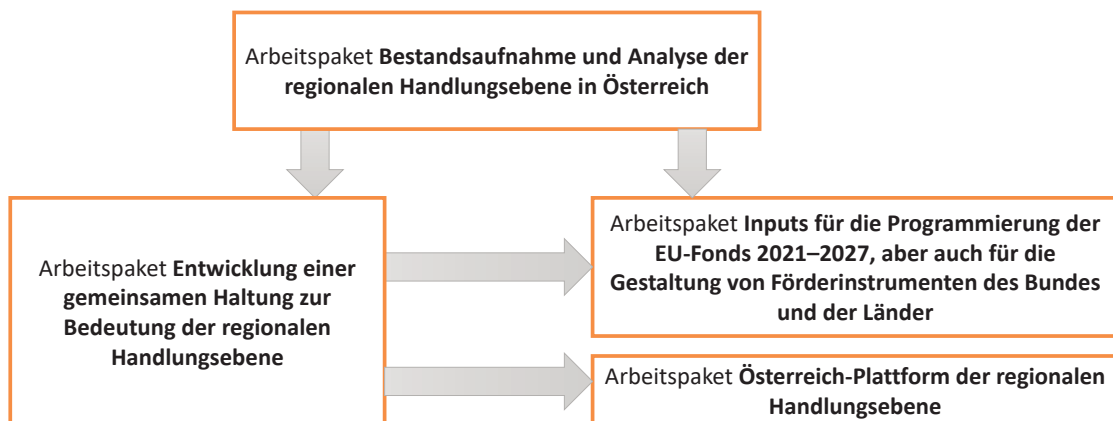 Arbeitspaket Bestandsaufnahme und Analyse der
regionalen Handlungsebene in Österreich
Arbeitspaket Entwicklung einer
gemeinsamen Haltung zur
Bedeutung der regionalen
Handlungsebene
Arbeitspaket Inputs für die Programmierung der
EU-Fonds 2021–2027, aber auch für die
Gestaltung von Förderinstrumenten des Bundes
und der Länder
Arbeitspaket Österreich-Plattform der regionalen
Handlungsebene